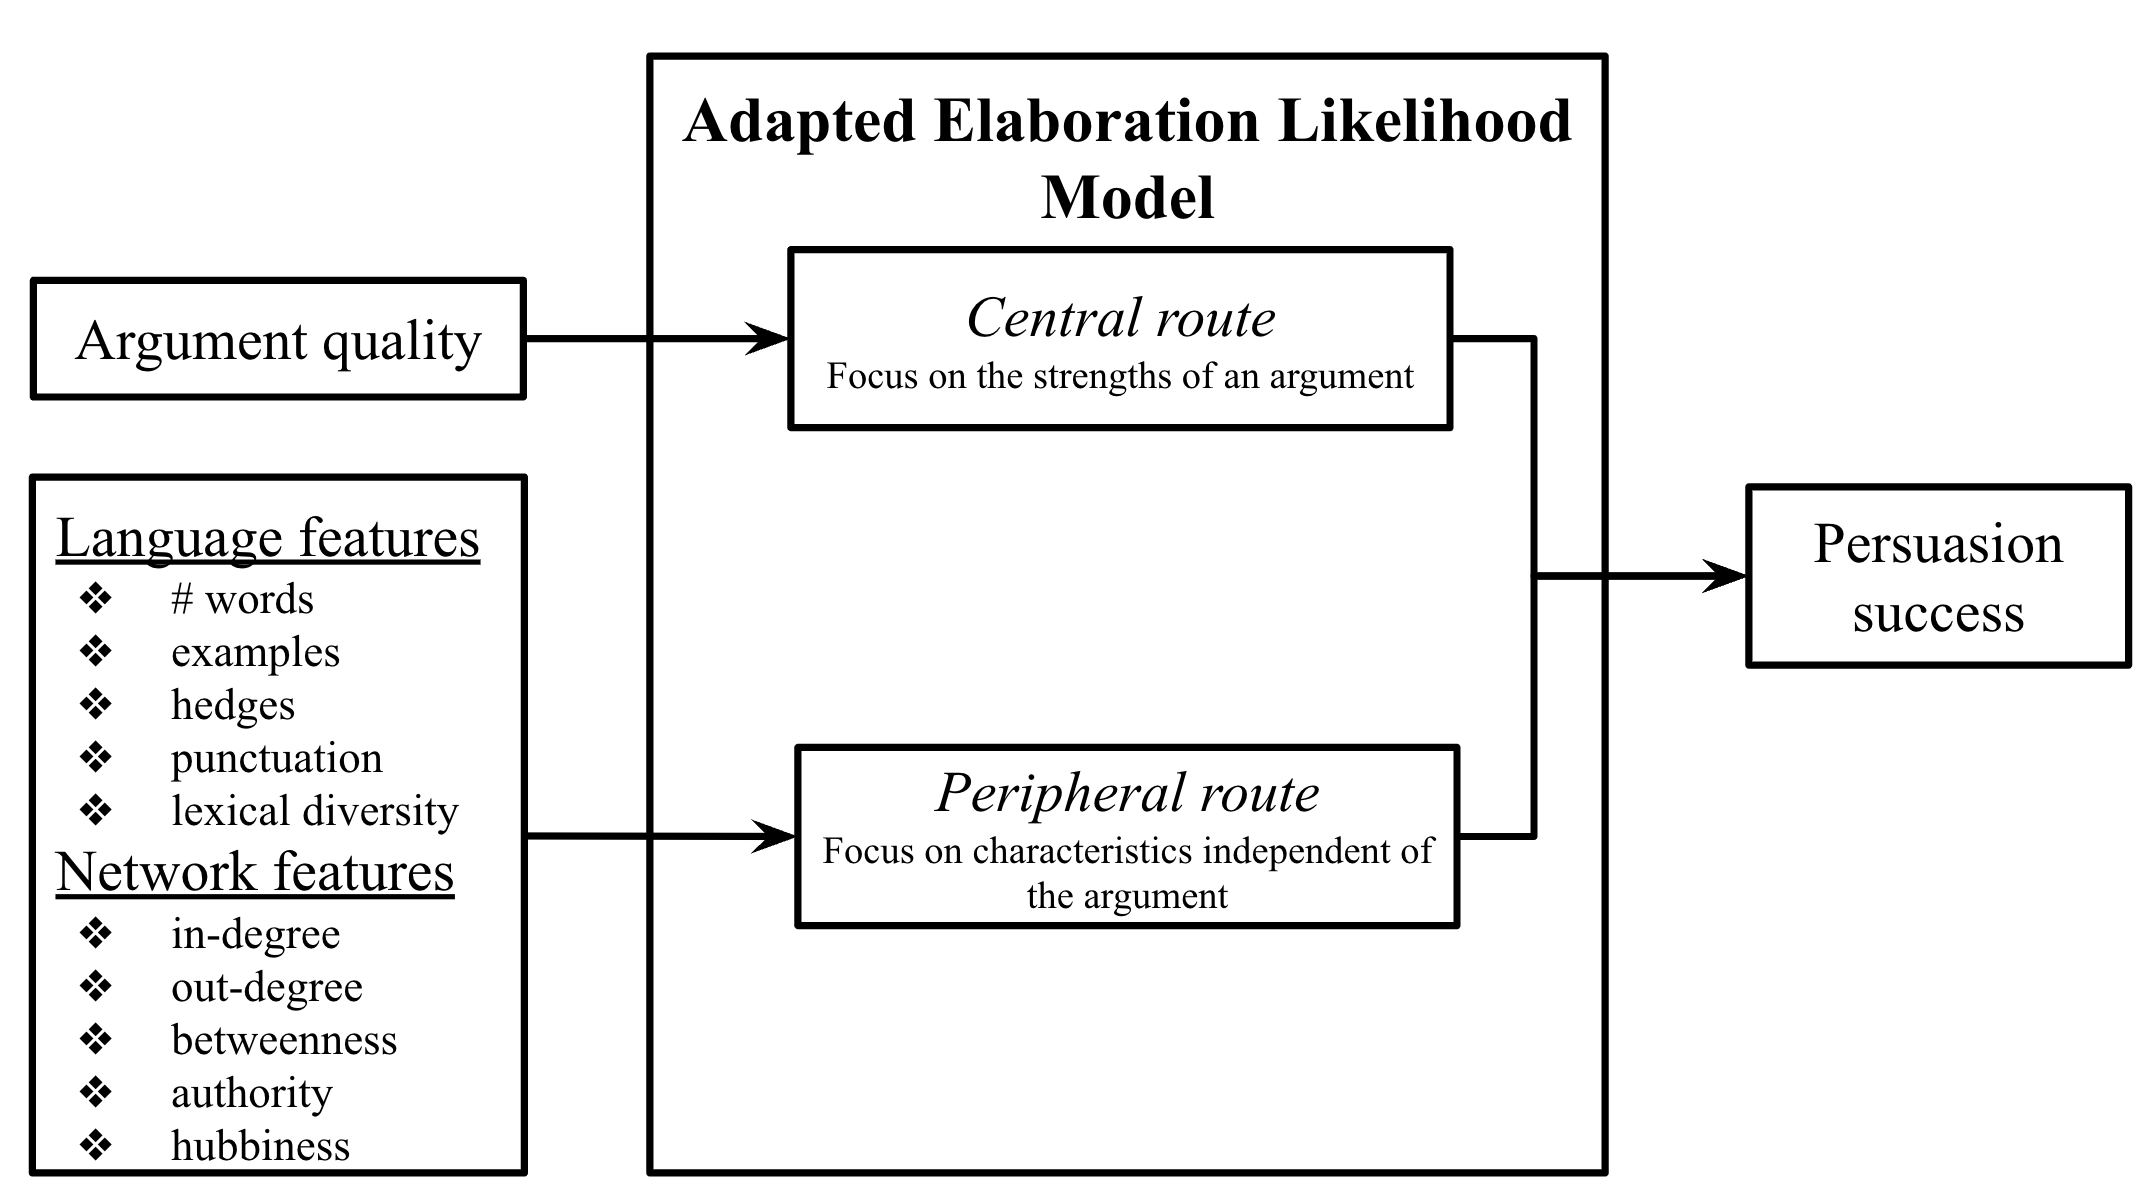 Adapted Elaboration Likelihood
Model
Argument quality
Central route
Focus on the strengths of an argument
Language features
❖ # words
❖ examples
❖ hedges
❖ punctuation
❖ lexical diversity
Network features
❖ in-degree
❖ out-degree
❖ betweenness
❖ authority
❖ hubbiness
Peripheral route
Focus on characteristics independent of
the argument
Persuasion
success